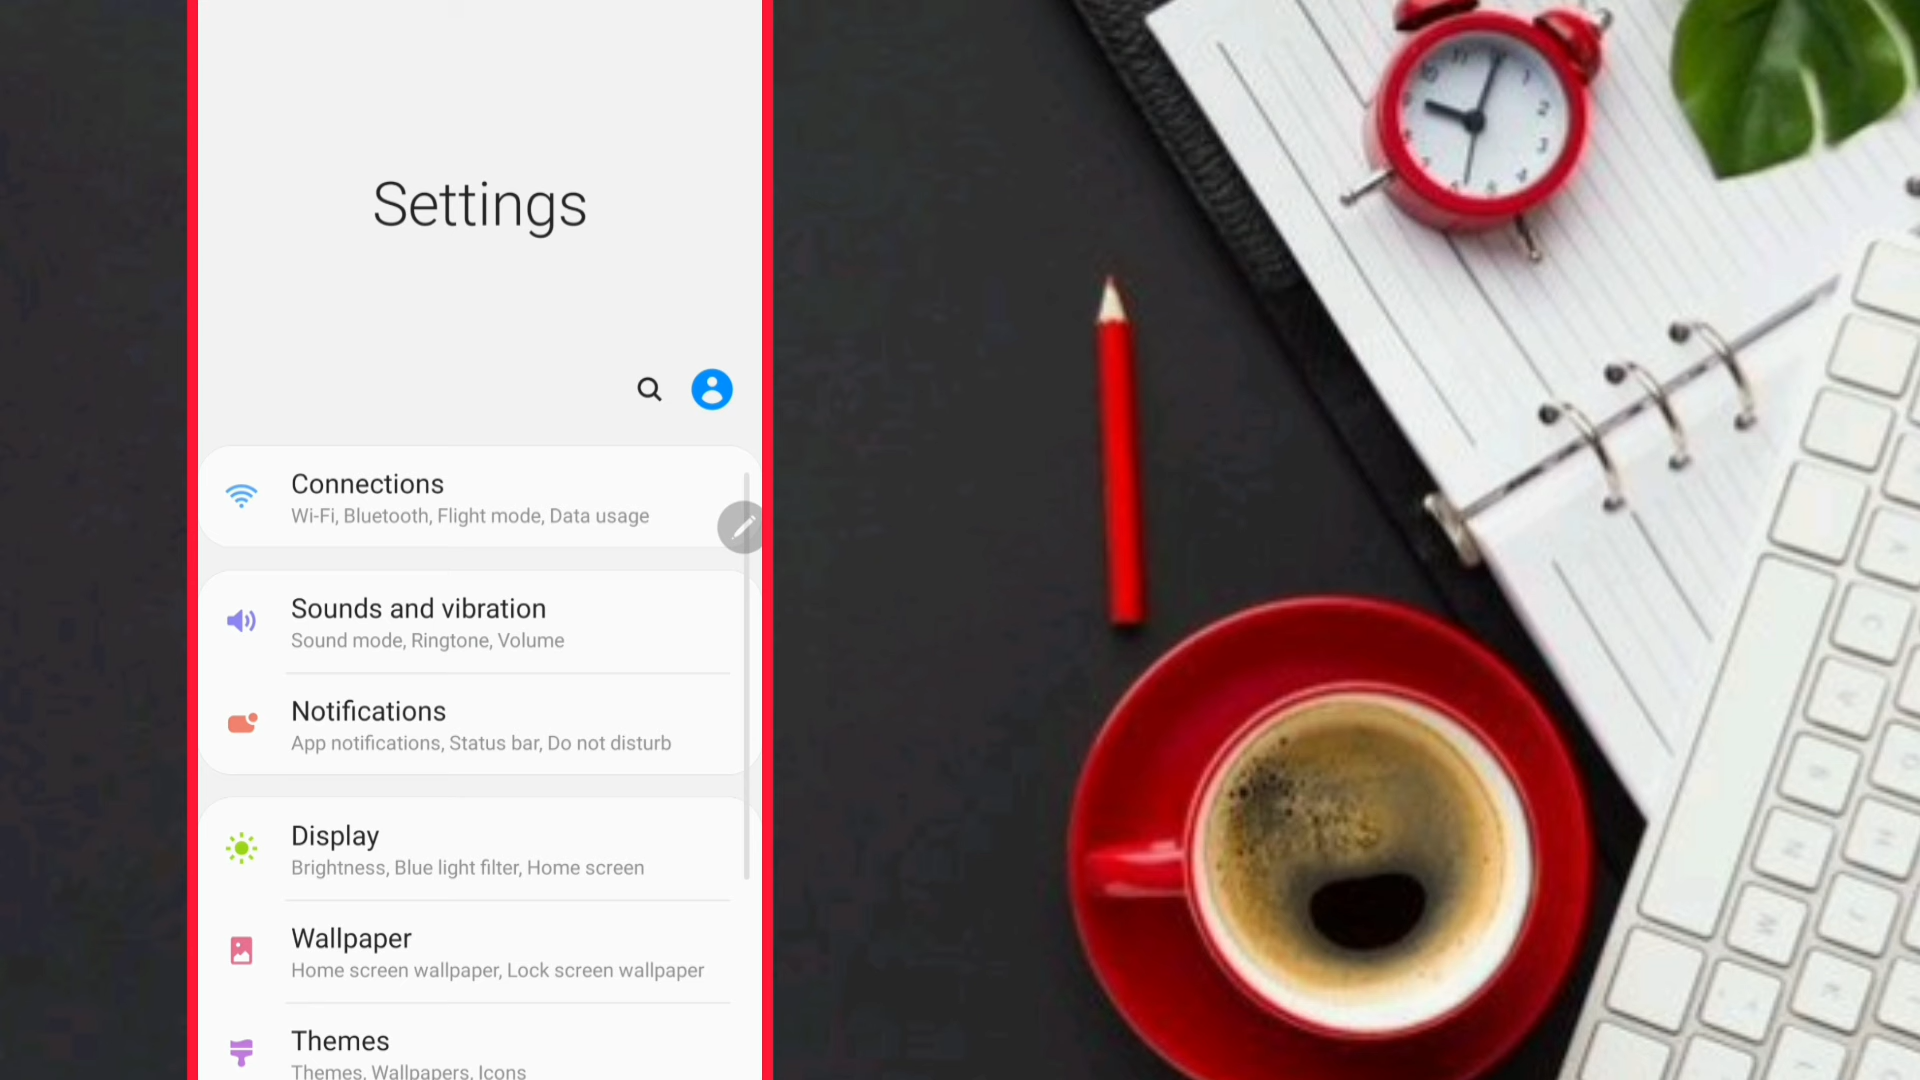 Settings
Connections
Wi-Fi, Bluetooth, Flight mode, Data usage
Sounds and vibration
Sound mode, Ringtone, Volume
Notifications
App notifications, Status bar, Do not disturb
Display
Brightness, Blue light filter, Home screen
Wallpaper
Home screen wallpaper, Lock screen wallpaper
Themes
Themes, Wallpapers, Icons